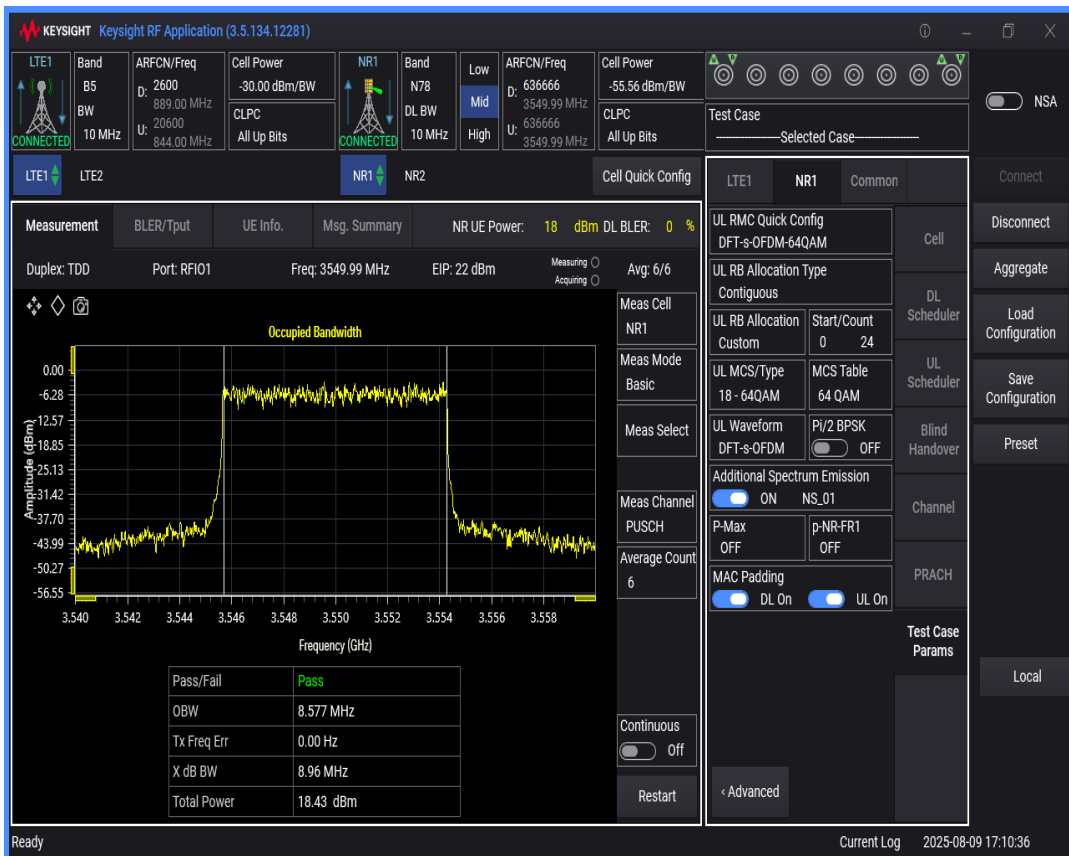 KEYSIGHT Keysight RF Application (3.5.134.12281)
LTE1
CONNECTED
Band
B5
BW
10 MHz
ARFCN/Freq
D: 2600
889.00 MHz
U: 20600
844.00 MHz
Cell Power
-30.00 dBm/BW
CLPC
All Up Bits
NR1
CONNECTED
Band
N78
DL BW
10 MHz
Low
Mid
High
ARFCN/Freq
D: 636666
3549.99 MHz
U: 636666
3549.99 MHz
Cell Power
-55.56 dBm/BW
CLPC
All Up Bits
Test Case
----------------Selected Case----------------
NSA
LTE1 LTE2 NR1 NR2 Cell Quick Config
Measurement BLER/Tput UE Info. Msg. Summary NR UE Power: 18 dBm DL BLER: 0 %
Duplex: TDD Port: RFIO1 Freq: 3549.99 MHz EIP: 22 dBm Measuring Avg: 6/6
Acquiring
Occupied Bandwidth
Amplitude (dBm)
0.00
-6.28
-12.57
-18.85
-25.13
-31.42
-37.70
-43.99
-50.27
-56.55
3.540 3.542 3.544 3.546 3.548 3.550 3.552 3.554 3.556 3.558
Frequency (GHz)
Pass/Fail Pass
OBW 8.577 MHz
Tx Freq Err 0.00 Hz
X dB BW 8.96 MHz
Total Power 18.43 dBm
Meas Cell
NR1
Meas Mode
Basic
Meas Select
Meas Channel
PUSCH
Average Count
6
Continuous
Off
Restart
LTE1 NR1 Common
UL RMC Quick Config
DFT-s-OFDM-64QAM
UL RB Allocation Type
Contiguous
UL RB Allocation
Custom
Start/Count
0 24
UL MCS/Type
18 - 64QAM
MCS Table
64 QAM
UL Waveform
DFT-s-OFDM
Pi/2 BPSK
OFF
Additional Spectrum Emission
ON NS_01
P-Max
OFF
p-NR-FR1
OFF
MAC Padding
DL On UL On
‹ Advanced
Cell
DL
Scheduler
UL
Scheduler
Blind
Handover
Channel
PRACH
Test Case
Params
Connect
Disconnect
Aggregate
Load
Configuration
Save
Configuration
Preset
Local
Ready Current Log 2025-08-09 17:10:36